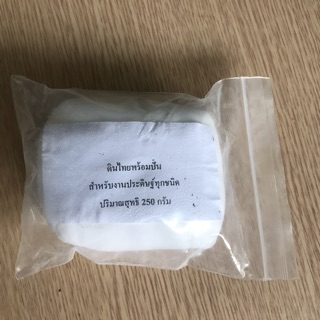 ดินไทยพร้อมปั้น
สำหรับงานประดิษฐ์ทุกชนิด
ปริมาณสุทธิ 250 กรัม